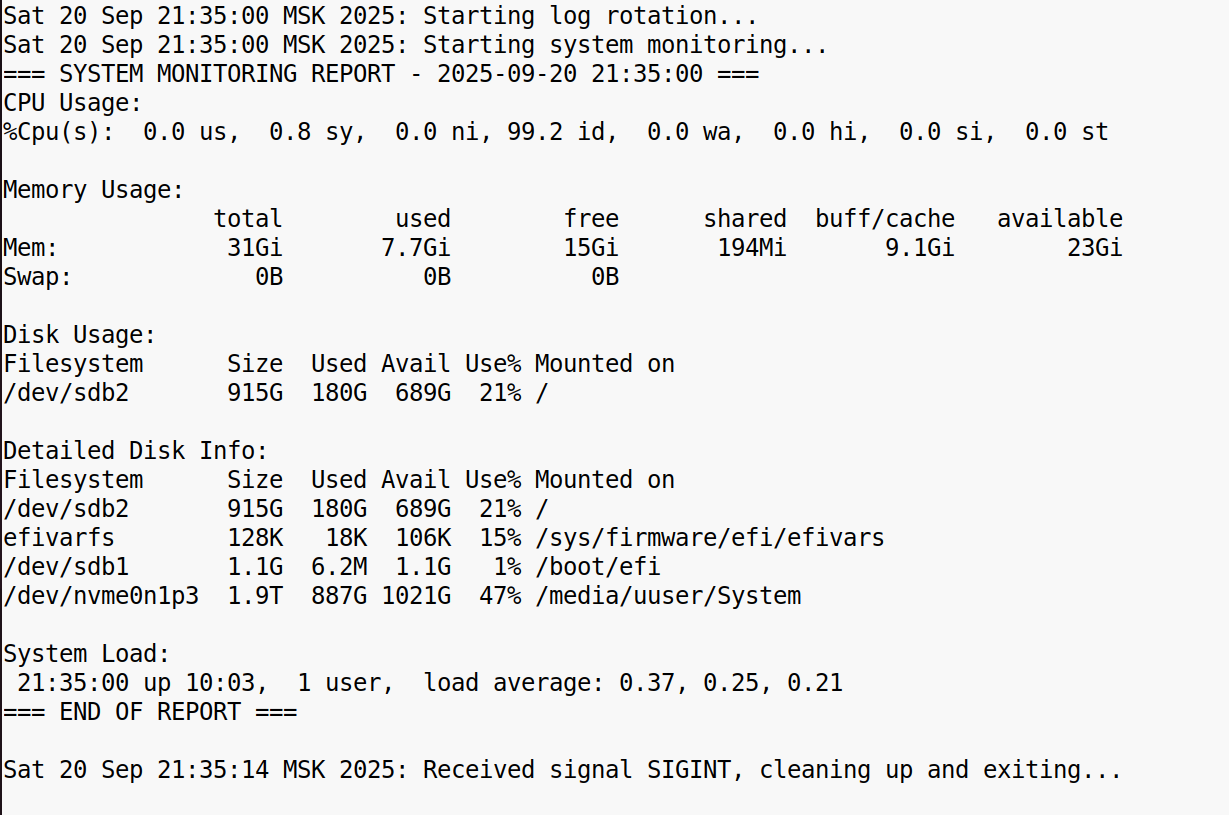 Sat 20 Sep 21:35:00 MSK 2025: Starting log rotation...
Sat 20 Sep 21:35:00 MSK 2025: Starting system monitoring...
=== SYSTEM MONITORING REPORT - 2025-09-20 21:35:00 ===
CPU Usage:
%Cpu(s):  0.0 us,  0.8 sy,  0.0 ni, 99.2 id,  0.0 wa,  0.0 hi,  0.0 si,  0.0 st

Memory Usage:
               total        used        free      shared  buff/cache   available
Mem:            31Gi       7.7Gi        15Gi       194Mi       9.1Gi        23Gi
Swap:             0B          0B          0B

Disk Usage:
Filesystem      Size  Used Avail Use% Mounted on
/dev/sdb2       915G  180G  689G  21% /

Detailed Disk Info:
Filesystem      Size  Used Avail Use% Mounted on
/dev/sdb2       915G  180G  689G  21% /
efivarfs        128K   18K  106K  15% /sys/firmware/efi/efivars
/dev/sdb1       1.1G  6.2M  1.1G   1% /boot/efi
/dev/nvme0n1p3  1.9T  887G 1021G  47% /media/uuser/System

System Load:
 21:35:00 up 10:03,  1 user,  load average: 0.37, 0.25, 0.21
=== END OF REPORT ===

Sat 20 Sep 21:35:14 MSK 2025: Received signal SIGINT, cleaning up and exiting...